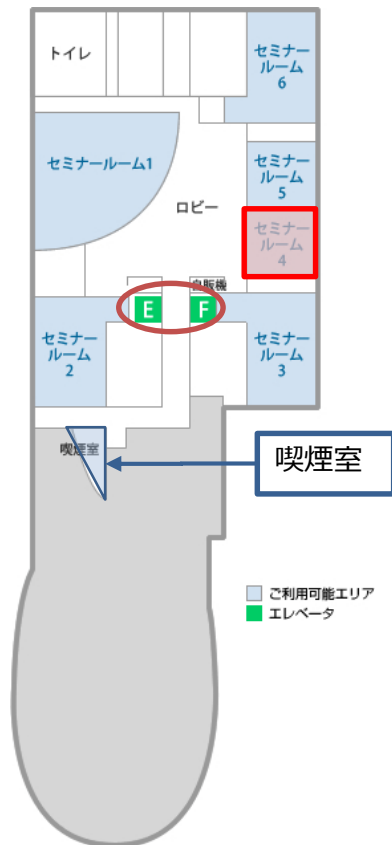 トイレ
セミナー
ルーム
6
セミナールーム1
セミナー
ルーム
5
ロビー
セミナー
ルーム
4
自販機
E
F
セミナー
ルーム
2
セミナー
ルーム
3
喫煙室
喫煙室
ご利用可能エリア
エレベータ